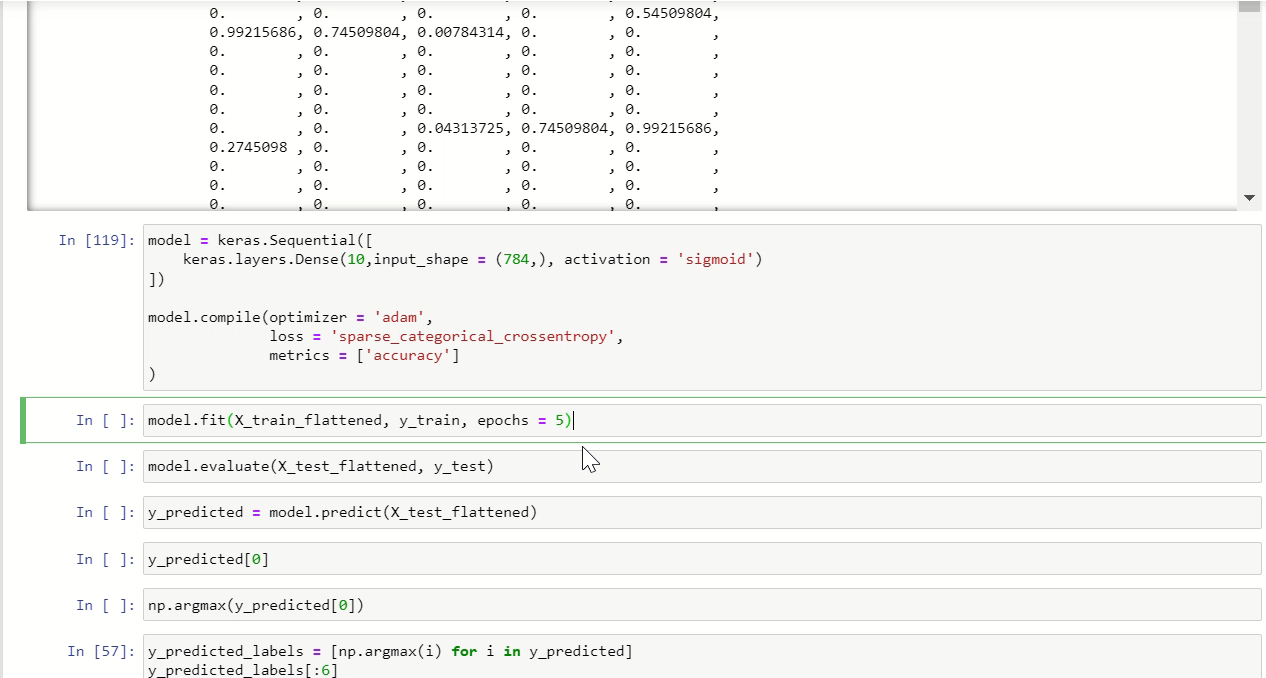 0. , 0. , 0. , 0. , 0.54509804,
0.99215686, 0.74509804, 0.00784314, 0. , 0. ,
0. , 0. , 0. , 0. , 0. ,
0. , 0. , 0. , 0. , 0. ,
0. , 0. , 0. , 0. , 0. ,
0. , 0. , 0. , 0. , 0. ,
0. , 0. , 0.04313725, 0.74509804, 0.99215686,
0.2745098 , 0. , 0. , 0. , 0. ,
0. , 0. , 0. , 0. , 0. ,
0. , 0. , 0. , 0. , 0. ,
0. , 0. , 0. , 0. , 0. ,
In [119]: model = keras.Sequential([
keras.layers.Dense(10,input_shape = (784,), activation = 'sigmoid')
])
model.compile(optimizer = 'adam',
loss = 'sparse_categorical_crossentropy',
metrics = ['accuracy']
)
In [ ]: model.fit(X_train_flattened, y_train, epochs = 5)
In [ ]: model.evaluate(X_test_flattened, y_test)
In [ ]: y_predicted = model.predict(X_test_flattened)
In [ ]: y_predicted[0]
In [ ]: np.argmax(y_predicted[0])
In [57]: y_predicted_labels = [np.argmax(i) for i in y_predicted]
y_predicted_labels[:6]